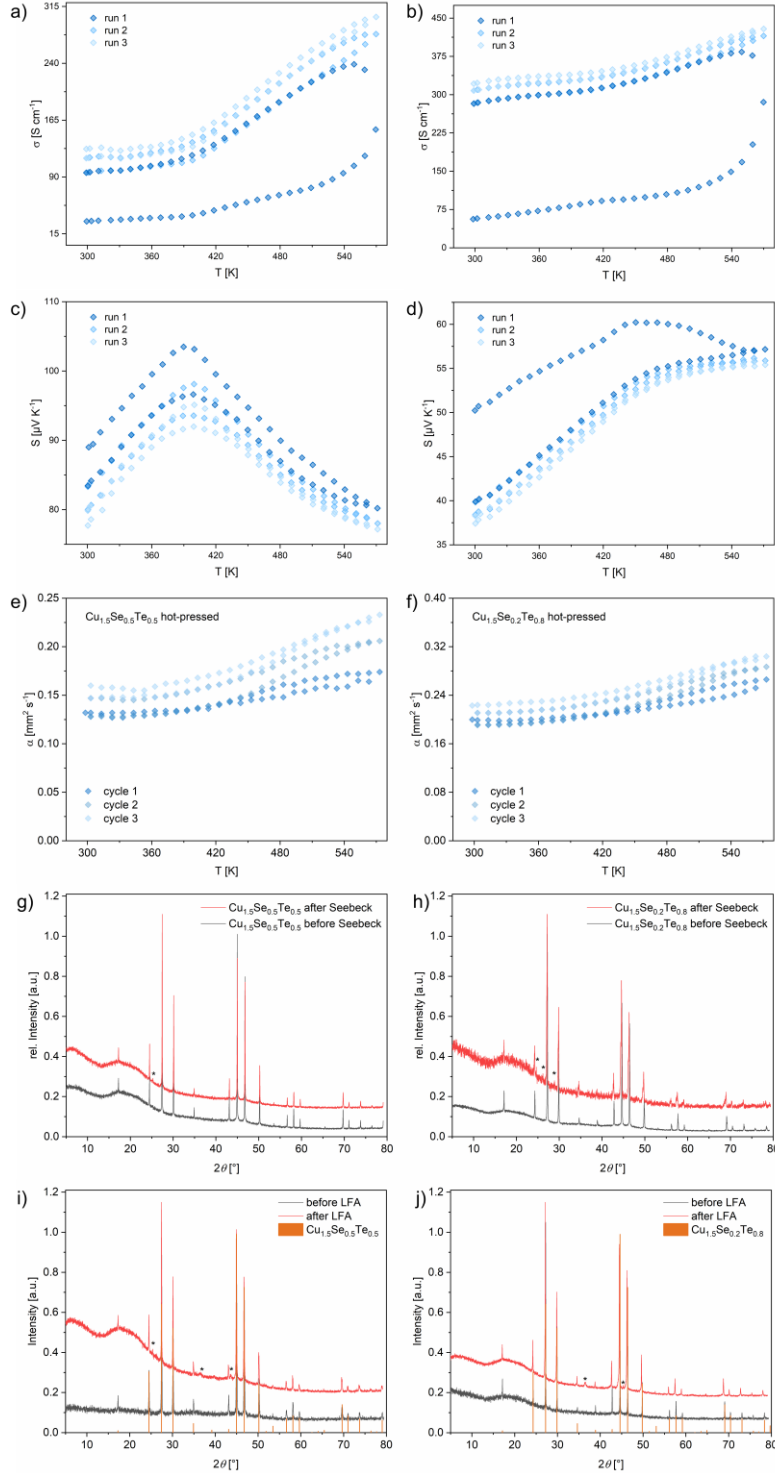 a)
315
240
165
90
15
σ [S cm⁻¹]
run 1
run 2
run 3
300 360 420 480 540
T [K]
b)
450
375
300
225
150
75
0
σ [S cm⁻¹]
run 1
run 2
run 3
300 360 420 480 540
T [K]
c)
110
100
90
80
S [µV K⁻¹]
run 1
run 2
run 3
300 360 420 480 540
T [K]
d)
60
55
50
45
40
35
S [µV K⁻¹]
run 1
run 2
run 3
300 360 420 480 540
T [K]
e)
0.25
0.20
0.15
0.10
0.05
0.00
α [mm² s⁻¹]
Cu₁.₅Se₀.₅Te₀.₅ hot-pressed
cycle 1
cycle 2
cycle 3
300 360 420 480 540
T [K]
f)
0.40
0.32
0.24
0.16
0.08
0.00
α [mm² s⁻¹]
Cu₁.₅Se₀.₂Te₀.₈ hot-pressed
cycle 1
cycle 2
cycle 3
300 360 420 480 540
T [K]
g)
1.2
1.0
0.8
0.6
0.4
0.2
0.0
rel. Intensity [a.u.]
Cu₁.₅Se₀.₅Te₀.₅ after Seebeck
Cu₁.₅Se₀.₅Te₀.₅ before Seebeck
*
10 20 30 40 50 60 70 80
2θ [°]
h)
1.2
1.0
0.8
0.6
0.4
0.2
0.0
rel. Intensity [a.u.]
Cu₁.₅Se₀.₂Te₀.₈ after Seebeck
Cu₁.₅Se₀.₂Te₀.₈ before Seebeck
* * *
10 20 30 40 50 60 70 80
2θ [°]
i)
1.2
1.0
0.8
0.6
0.4
0.2
0.0
Intensity [a.u.]
before LFA
after LFA
Cu₁.₅Se₀.₅Te₀.₅
* * *
10 20 30 40 50 60 70 80
2θ [°]
j)
1.2
1.0
0.8
0.6
0.4
0.2
0.0
Intensity [a.u.]
before LFA
after LFA
Cu₁.₅Se₀.₂Te₀.₈
* *
10 20 30 40 50 60 70 80
2θ [°]